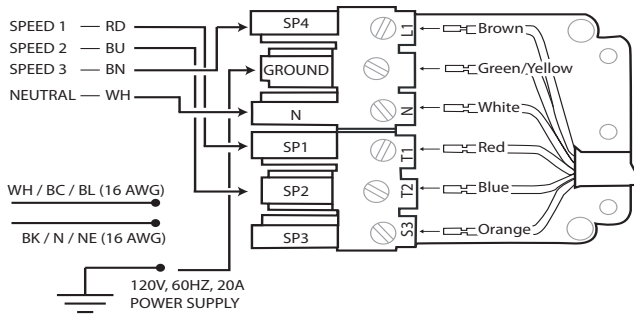 SPEED 1 — RD
SPEED 2 — BU
SPEED 3 — BN
NEUTRAL — WH
WH / BC / BL (16 AWG)
BK / N / NE (16 AWG)
120V, 60HZ, 20A
POWER SUPPLY
SP4
GROUND
N
SP1
SP2
SP3
L1
N
T1
T2
S3
Brown
Green/Yellow
White
Red
Blue
Orange